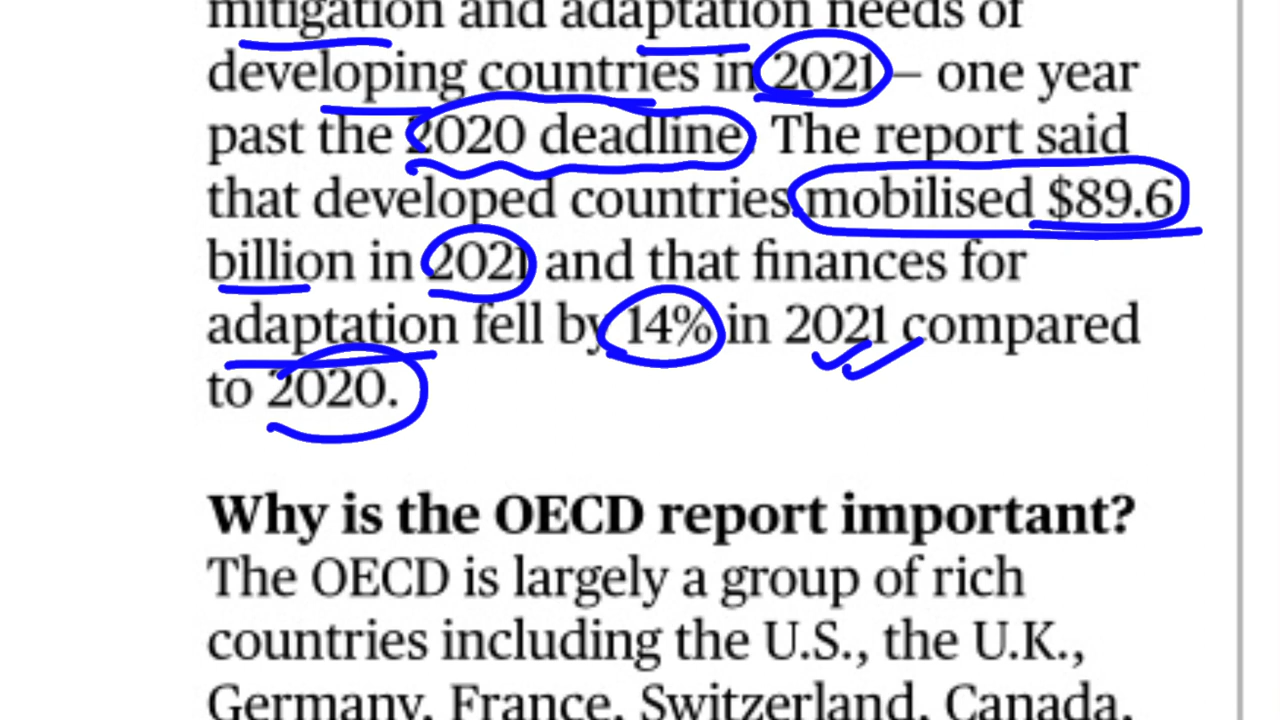 mitigation and adaptation needs of
developing countries in 2021 – one year
past the 2020 deadline. The report said
that developed countries mobilised $89.6
billion in 2021 and that finances for
adaptation fell by 14% in 2021 compared
to 2020.
Why is the OECD report important?
The OECD is largely a group of rich
countries including the U.S., the U.K.,
Germany, France, Switzerland, Canada,